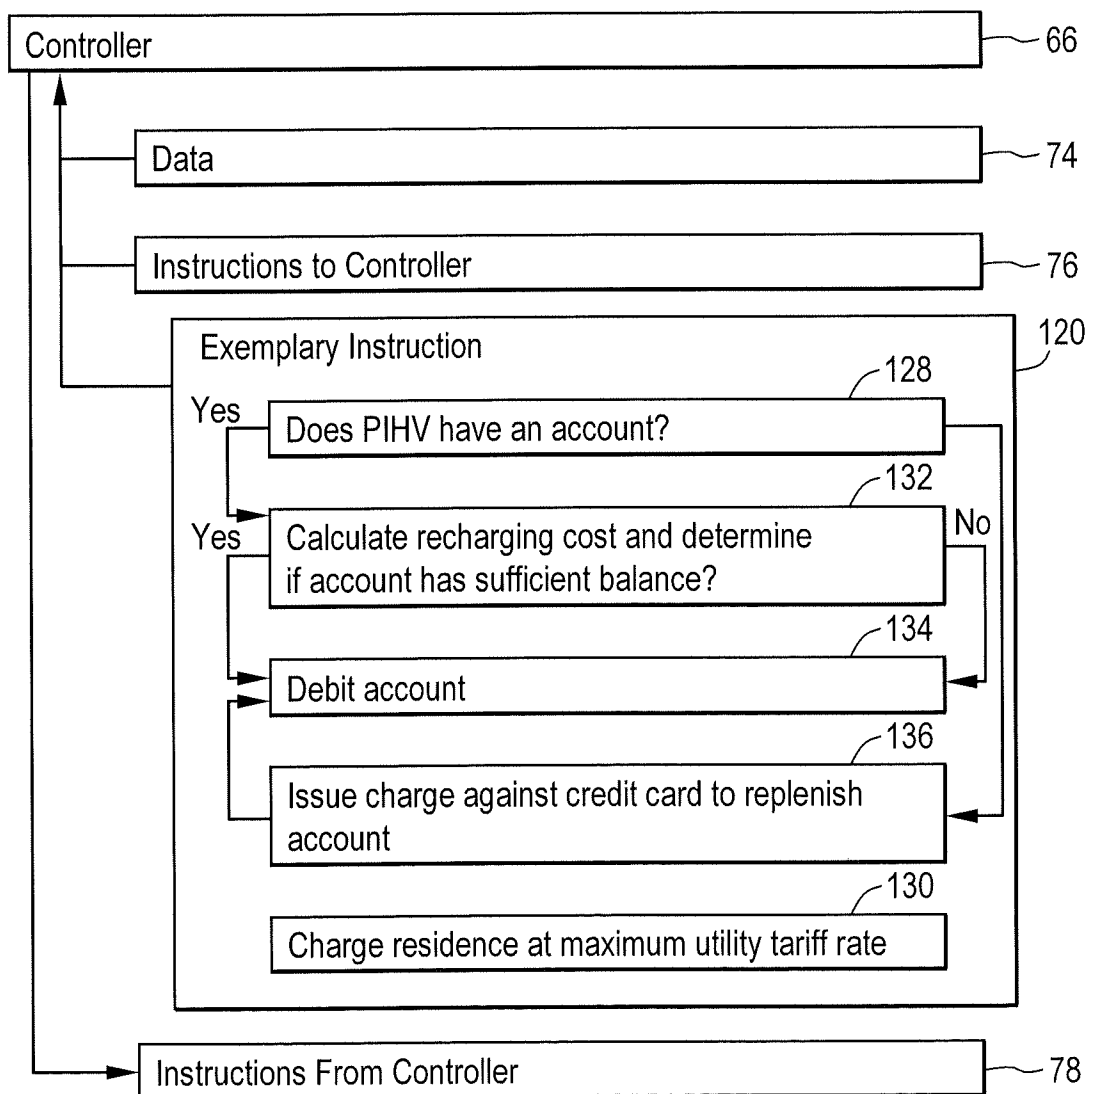 Controller
66
Data
74
Instructions to Controller
76
Exemplary Instruction
120
128
Yes
Does PIHV have an account?
132
Yes
Calculate recharging cost and determine
No
if account has sufficient balance?
134
Debit account
136
Issue charge against credit card to replenish
account
130
Charge residence at maximum utility tariff rate
Instructions From Controller
78